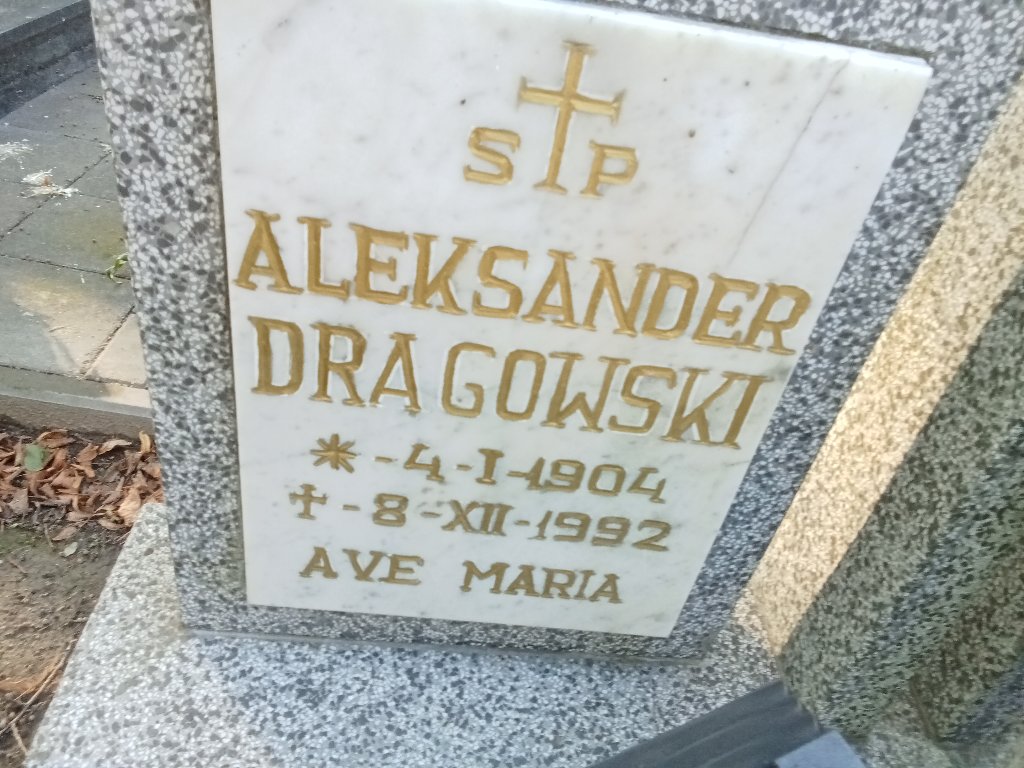 S P
ALEKSANDER
DRAGOWSKI
* - 4 - I - 1904
✝ - 8 - XII - 1992
AVE MARIA